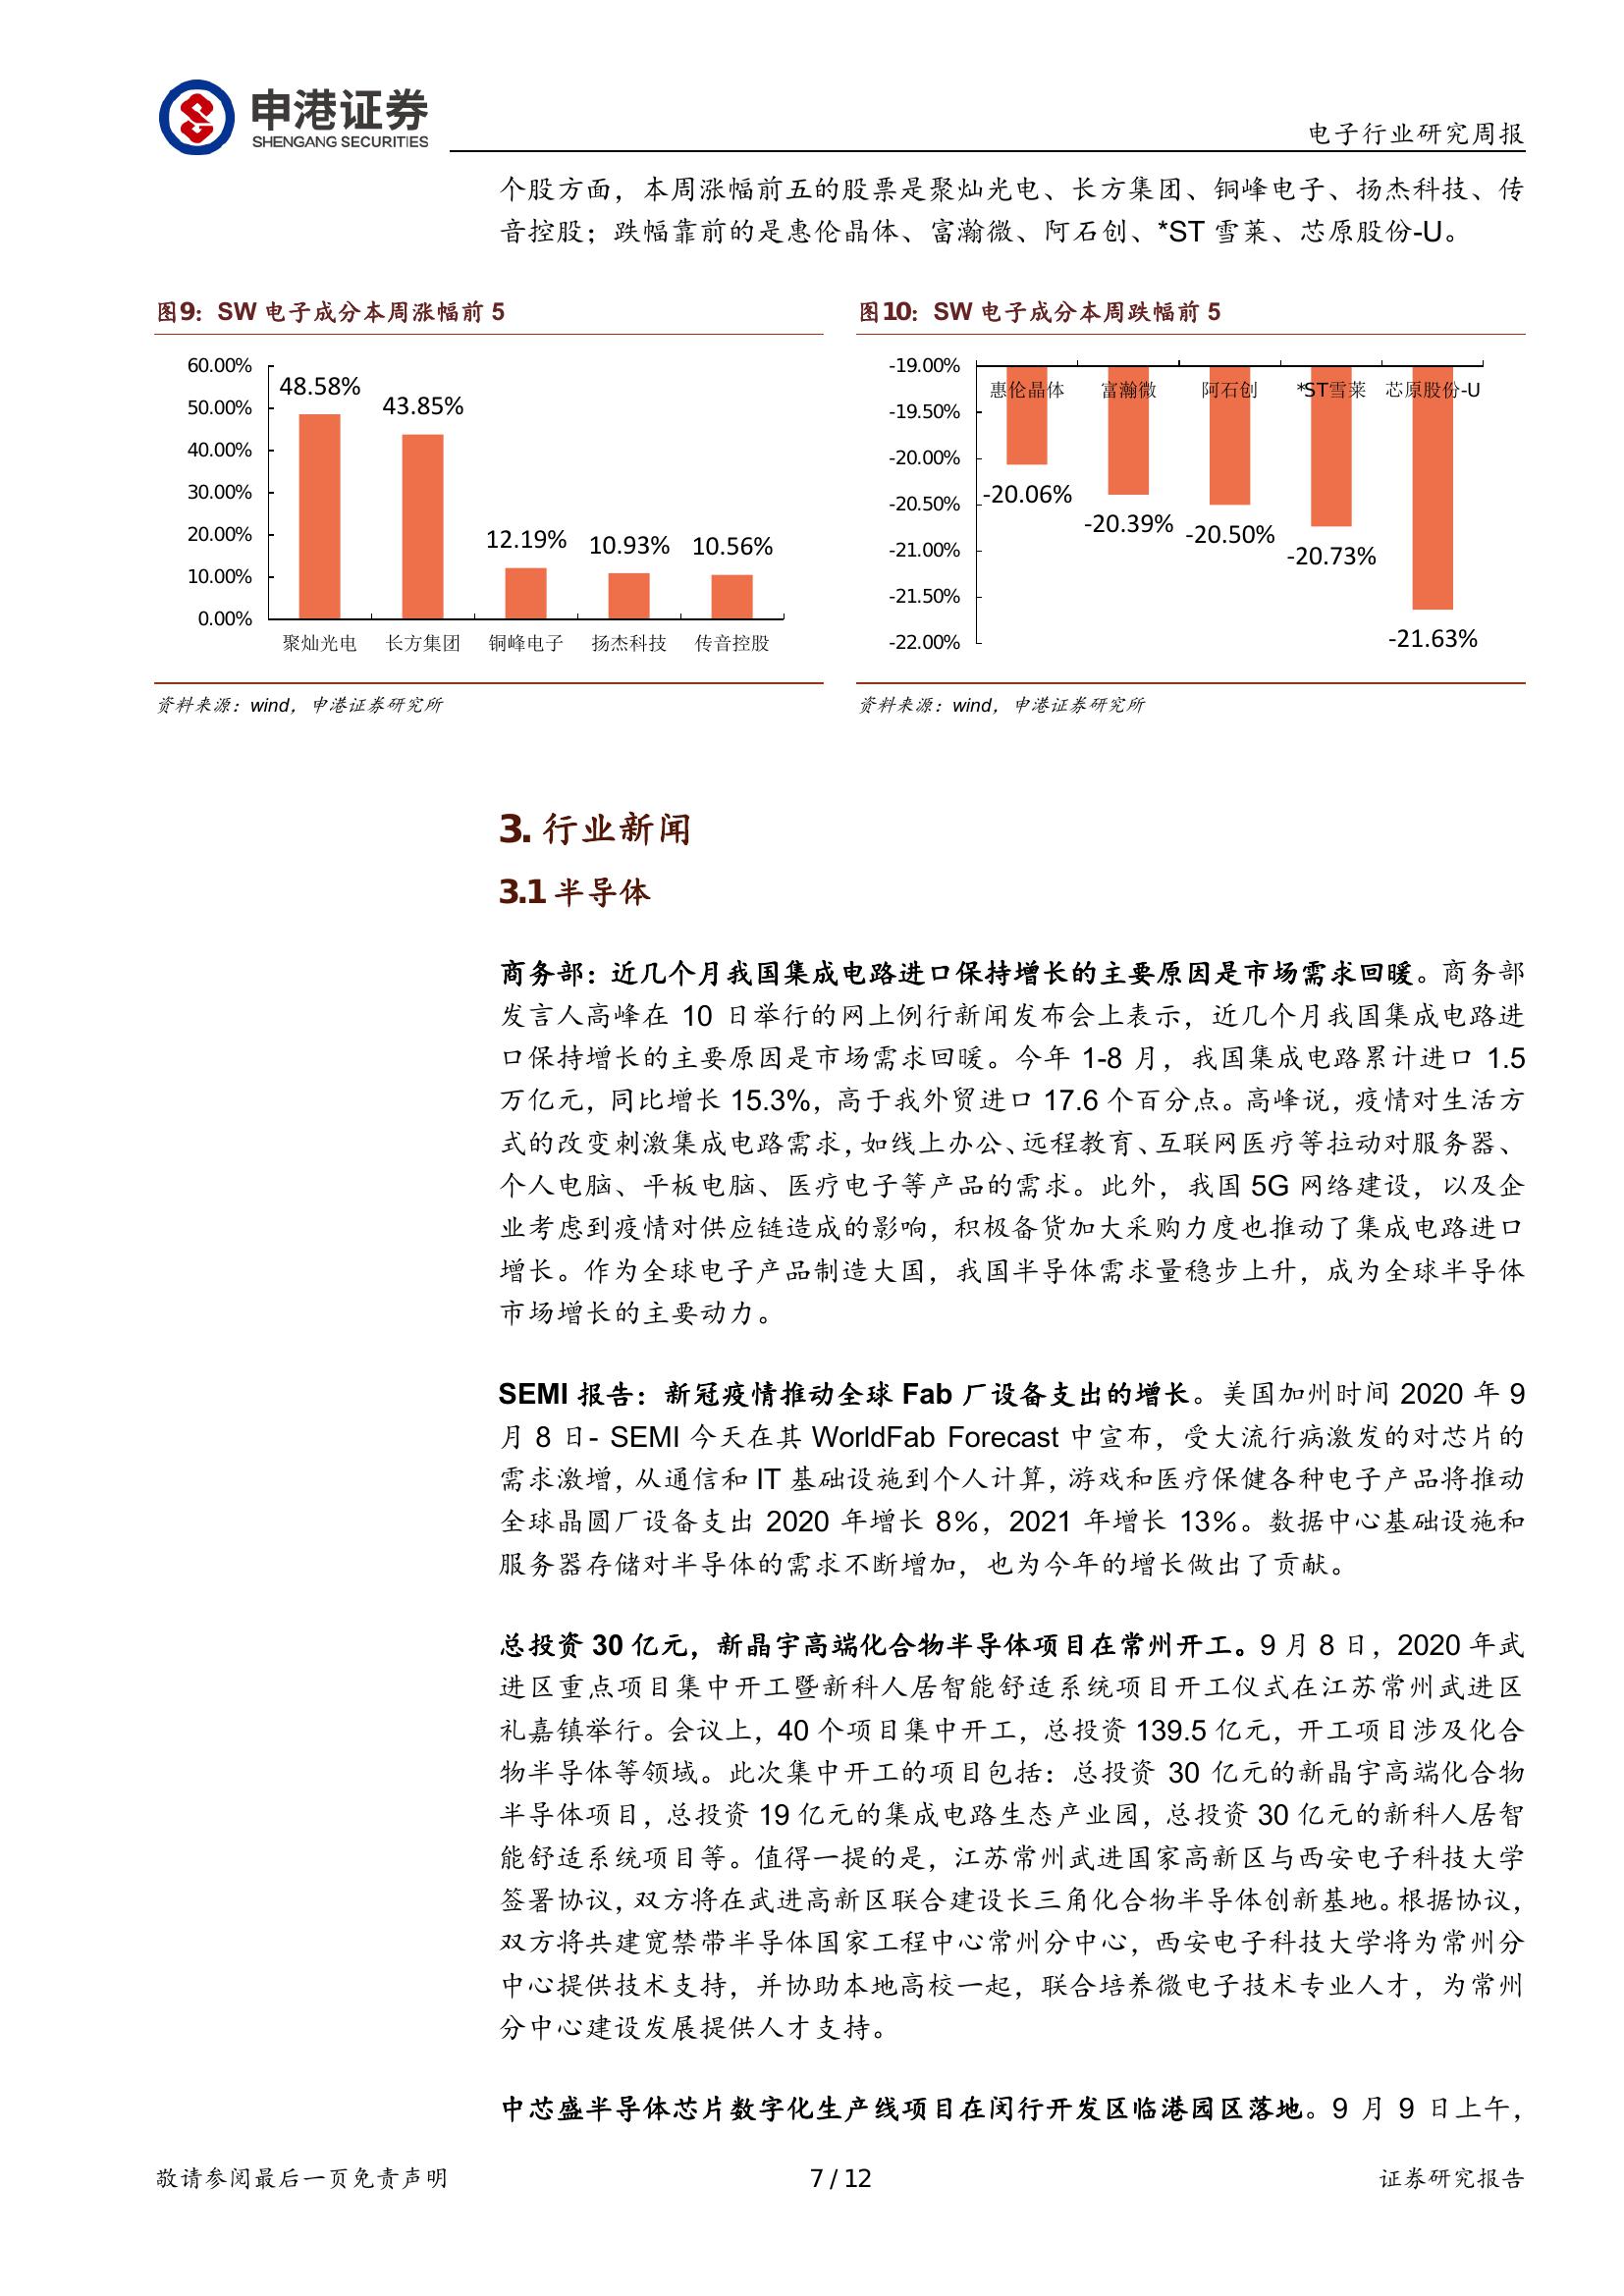 申港证券
SHENGANG SECURITIES
电子行业研究周报
个股方面，本周涨幅前五的股票是聚灿光电、长方集团、铜峰电子、扬杰科技、传
音控股；跌幅靠前的是惠伦晶体、富瀚微、阿石创、*ST 雪莱、芯原股份-U。
图9：SW 电子成分本周涨幅前 5
60.00%
50.00%
40.00%
30.00%
20.00%
10.00%
0.00%
48.58%
43.85%
12.19%
10.93%
10.56%
聚灿光电
长方集团
铜峰电子
扬杰科技
传音控股
资料来源：wind，申港证券研究所
图10：SW 电子成分本周跌幅前 5
-19.00%
-19.50%
-20.00%
-20.50%
-21.00%
-21.50%
-22.00%
惠伦晶体
富瀚微
阿石创
*ST雪莱
芯原股份-U
-20.06%
-20.39%
-20.50%
-20.73%
-21.63%
资料来源：wind，申港证券研究所
3. 行业新闻
3.1 半导体
商务部：近几个月我国集成电路进口保持增长的主要原因是市场需求回暖。商务部
发言人高峰在 10 日举行的网上例行新闻发布会上表示，近几个月我国集成电路进
口保持增长的主要原因是市场需求回暖。今年 1-8 月，我国集成电路累计进口 1.5
万亿元，同比增长 15.3%，高于我外贸进口 17.6 个百分点。高峰说，疫情对生活方
式的改变刺激集成电路需求，如线上办公、远程教育、互联网医疗等拉动对服务器、
个人电脑、平板电脑、医疗电子等产品的需求。此外，我国 5G 网络建设，以及企
业考虑到疫情对供应链造成的影响，积极备货加大采购力度也推动了集成电路进口
增长。作为全球电子产品制造大国，我国半导体需求量稳步上升，成为全球半导体
市场增长的主要动力。
SEMI 报告：新冠疫情推动全球 Fab 厂设备支出的增长。美国加州时间 2020 年 9
月 8 日- SEMI 今天在其 WorldFab Forecast 中宣布，受大流行病激发的对芯片的
需求激增，从通信和 IT 基础设施到个人计算，游戏和医疗保健各种电子产品将推动
全球晶圆厂设备支出 2020 年增长 8%，2021 年增长 13%。数据中心基础设施和
服务器存储对半导体的需求不断增加，也为今年的增长做出了贡献。
总投资 30 亿元，新晶宇高端化合物半导体项目在常州开工。9 月 8 日，2020 年武
进区重点项目集中开工暨新科人居智能舒适系统项目开工仪式在江苏常州武进区
礼嘉镇举行。会议上，40 个项目集中开工，总投资 139.5 亿元，开工项目涉及化合
物半导体等领域。此次集中开工的项目包括：总投资 30 亿元的新晶宇高端化合物
半导体项目，总投资 19 亿元的集成电路生态产业园，总投资 30 亿元的新科人居智
能舒适系统项目等。值得一提的是，江苏常州武进国家高新区与西安电子科技大学
签署协议，双方将在武进高新区联合建设长三角化合物半导体创新基地。根据协议，
双方将共建宽禁带半导体国家工程中心常州分中心，西安电子科技大学将为常州分
中心提供技术支持，并协助本地高校一起，联合培养微电子技术专业人才，为常州
分中心建设发展提供人才支持。
中芯盛半导体芯片数字化生产线项目在闵行开发区临港园区落地。9 月 9 日上午，
敬请参阅最后一页免责声明
7 / 12
证券研究报告